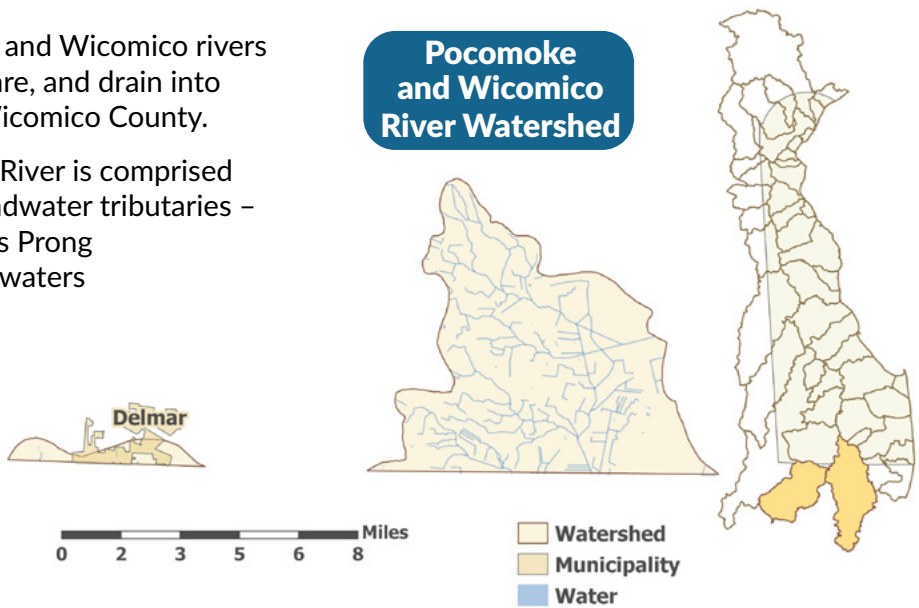 and Wicomico rivers
are, and drain into
Wicomico County.
River is comprised
dwater tributaries –
s Prong
waters
Pocomoke
and Wicomico
River Watershed
Delmar
Miles
0 2 3 5 6 8
Watershed
Municipality
Water